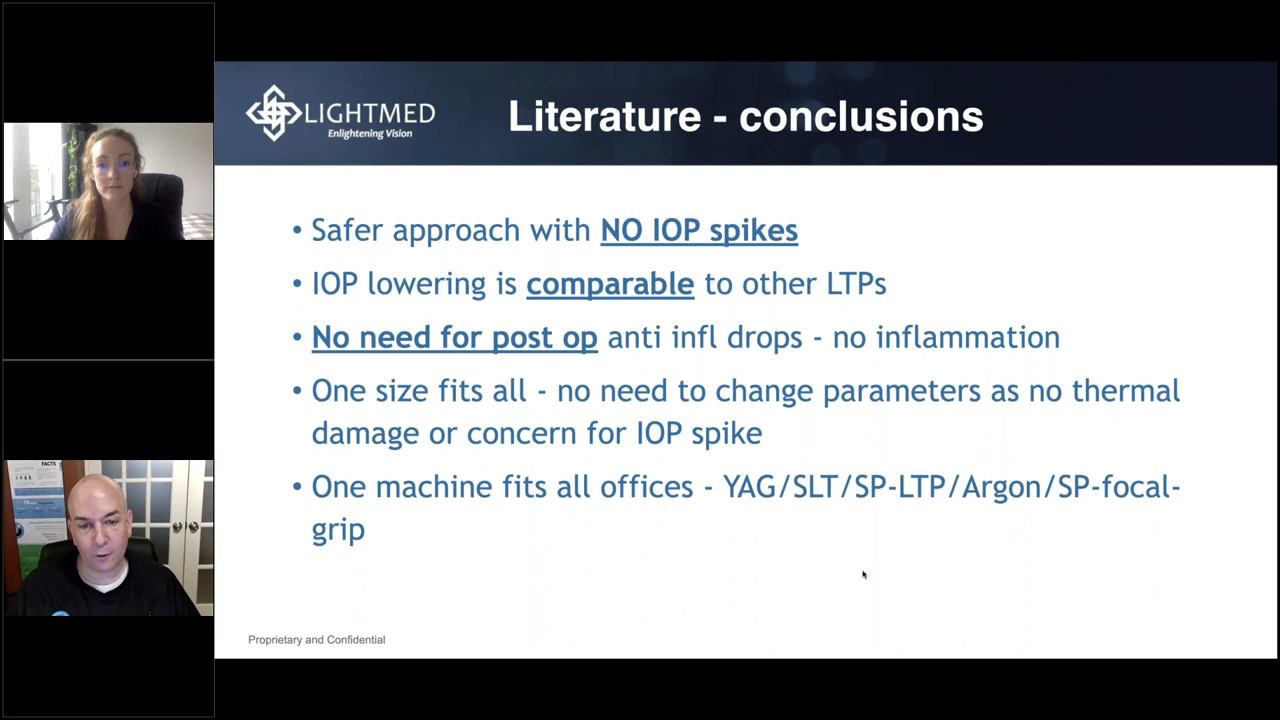 LIGHTMED
Enlightening Vision
Literature - conclusions
• Safer approach with NO IOP spikes
• IOP lowering is comparable to other LTPs
• No need for post op anti infl drops - no inflammation
• One size fits all - no need to change parameters as no thermal
damage or concern for IOP spike
• One machine fits all offices - YAG/SLT/SP-LTP/Argon/SP-focal-
grip
Proprietary and Confidential
FACTS